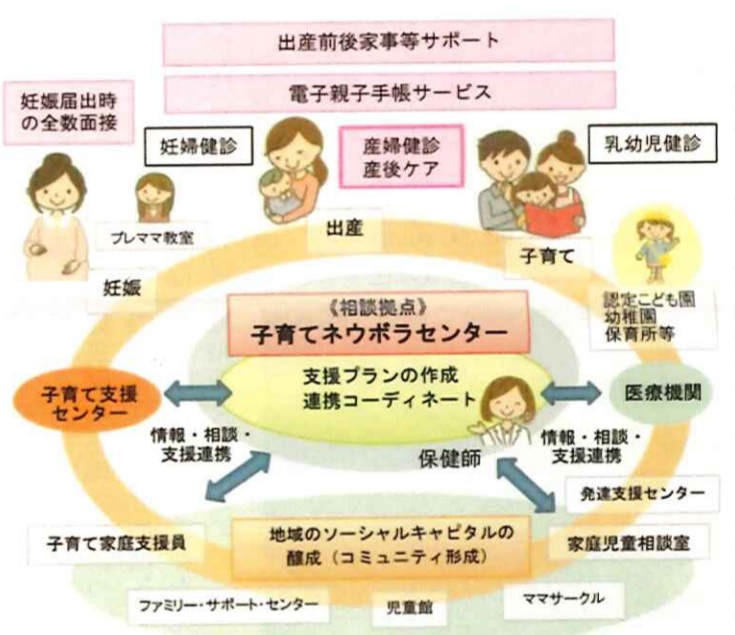 出産前後家事等サポート
電子親子手帳サービス
妊娠届出時
の全数面接
妊婦健診
産婦健診
産後ケア
乳幼児健診
プレママ教室
出産
子育て
妊娠
認定こども園
幼稚園
保育所等
《相談拠点》
子育てネウボラセンター
支援プランの作成
連携コーディネート
子育て支援
センター
医療機関
情報・相談・
支援連携
保健師
情報・相談・
支援連携
発達支援センター
子育て家庭支援員
地域のソーシャルキャピタルの
醸成（コミュニティ形成）
家庭児童相談室
ファミリー・サポート・センター
児童館
ママサークル